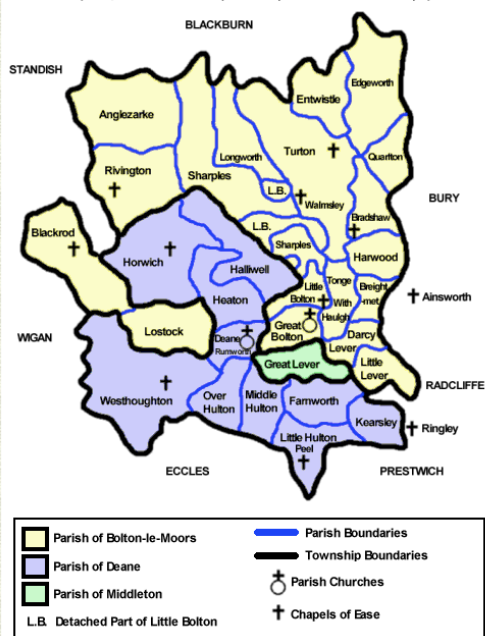 BLACKBURN
STANDISH
Edgeworth
Entwistle
Anglezarke
Turton
Quarlton
Longworth
Rivington
Sharples
L.B.
Walmsley
BURY
Bradshaw
Blackrod
L.B.
Sharples
Harwood
Horwich
Halliwell
Little
Bolton
Tonge
With
Haulgh
Breight-
met
Ainsworth
Heaton
Lostock
Great
Bolton
WIGAN
Deane
Rumworth
Darcy
Lever
Great Lever
Little
Lever
RADCLIFFE
Westhoughton
Over
Hulton
Middle
Hulton
Farnworth
Kearsley
Ringley
Little Hulton
Peel
ECCLES
PRESTWICH
Parish of Bolton-le-Moors
Parish of Deane
Parish of Middleton
L.B. Detached Part of Little Bolton
Parish Boundaries
Township Boundaries
Parish Churches
Chapels of Ease